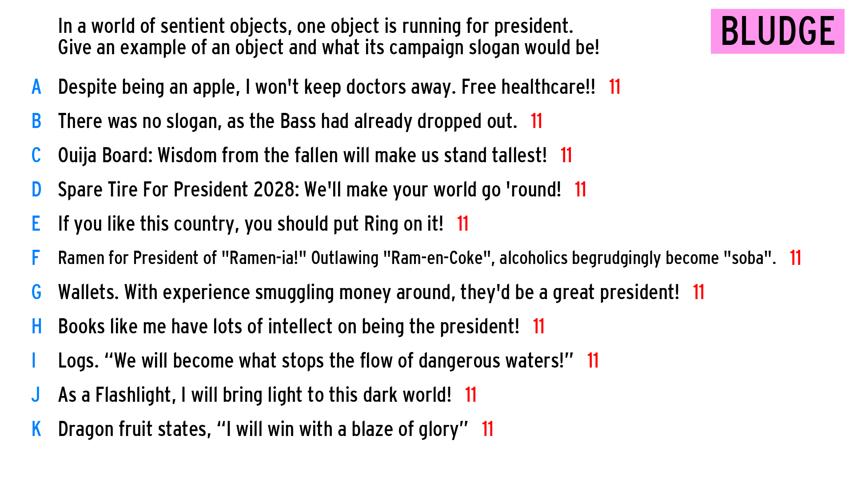 In a world of sentient objects, one object is running for president.
Give an example of an object and what its campaign slogan would be!
BLUDGE
A Despite being an apple, I won't keep doctors away. Free healthcare!! 11
B There was no slogan, as the Bass had already dropped out. 11
C Ouija Board: Wisdom from the fallen will make us stand tallest! 11
D Spare Tire For President 2028: We'll make your world go 'round! 11
E If you like this country, you should put Ring on it! 11
F Ramen for President of "Ramen-ia!" Outlawing "Ram-en-Coke", alcoholics begrudgingly become "soba". 11
G Wallets. With experience smuggling money around, they'd be a great president! 11
H Books like me have lots of intellect on being the president! 11
I Logs. “We will become what stops the flow of dangerous waters!” 11
J As a Flashlight, I will bring light to this dark world! 11
K Dragon fruit states, “I will win with a blaze of glory” 11